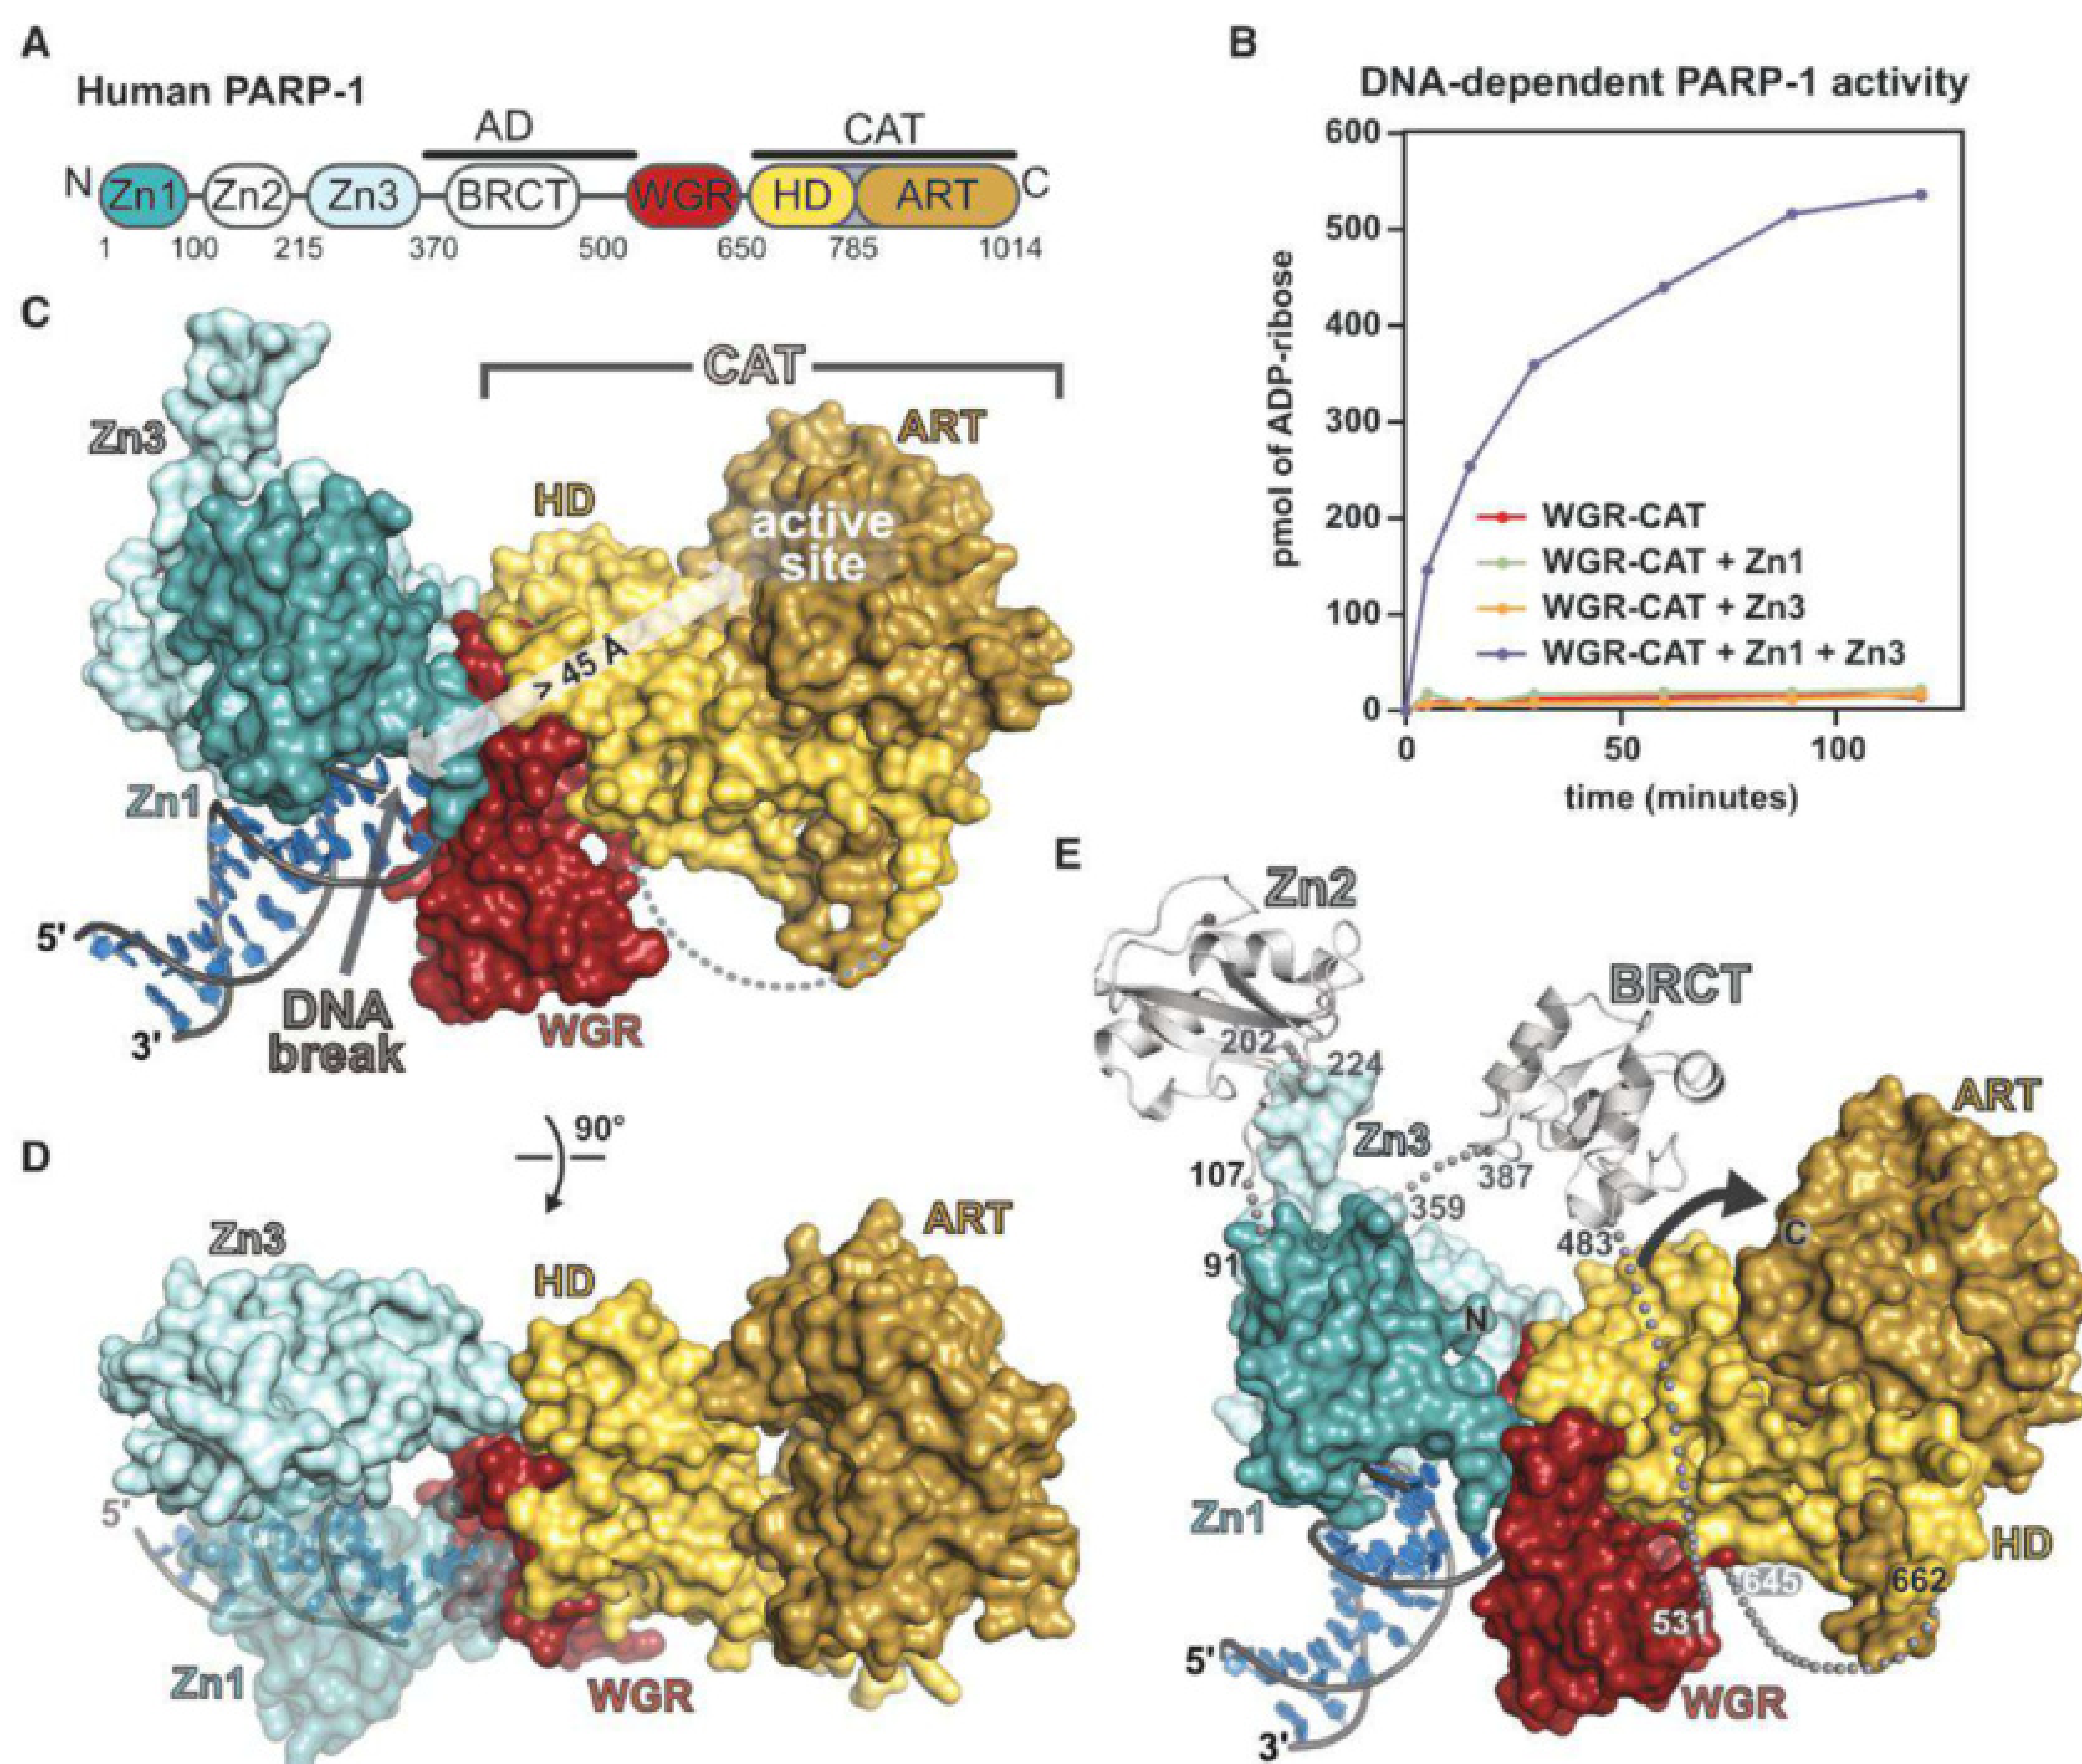 A
Human PARP-1
AD
CAT
N
Zn1
Zn2
Zn3
BRCT
WGR
HD
ART
C
1
100
215
370
500
650
785
1014
B
DNA-dependent PARP-1 activity
600
500
400
300
200
100
0
pmol of ADP-ribose
WGR-CAT
WGR-CAT + Zn1
WGR-CAT + Zn3
WGR-CAT + Zn1 + Zn3
0
50
100
time (minutes)
C
CAT
Zn3
ART
HD
active
site
> 45 Å
Zn1
5'
3'
DNA
break
WGR
90°
D
Zn3
HD
ART
5'
Zn1
WGR
E
Zn2
BRCT
202
224
ART
Zn3
107
387
359
C
483
91
N
Zn1
HD
645
662
531
5'
WGR
3'